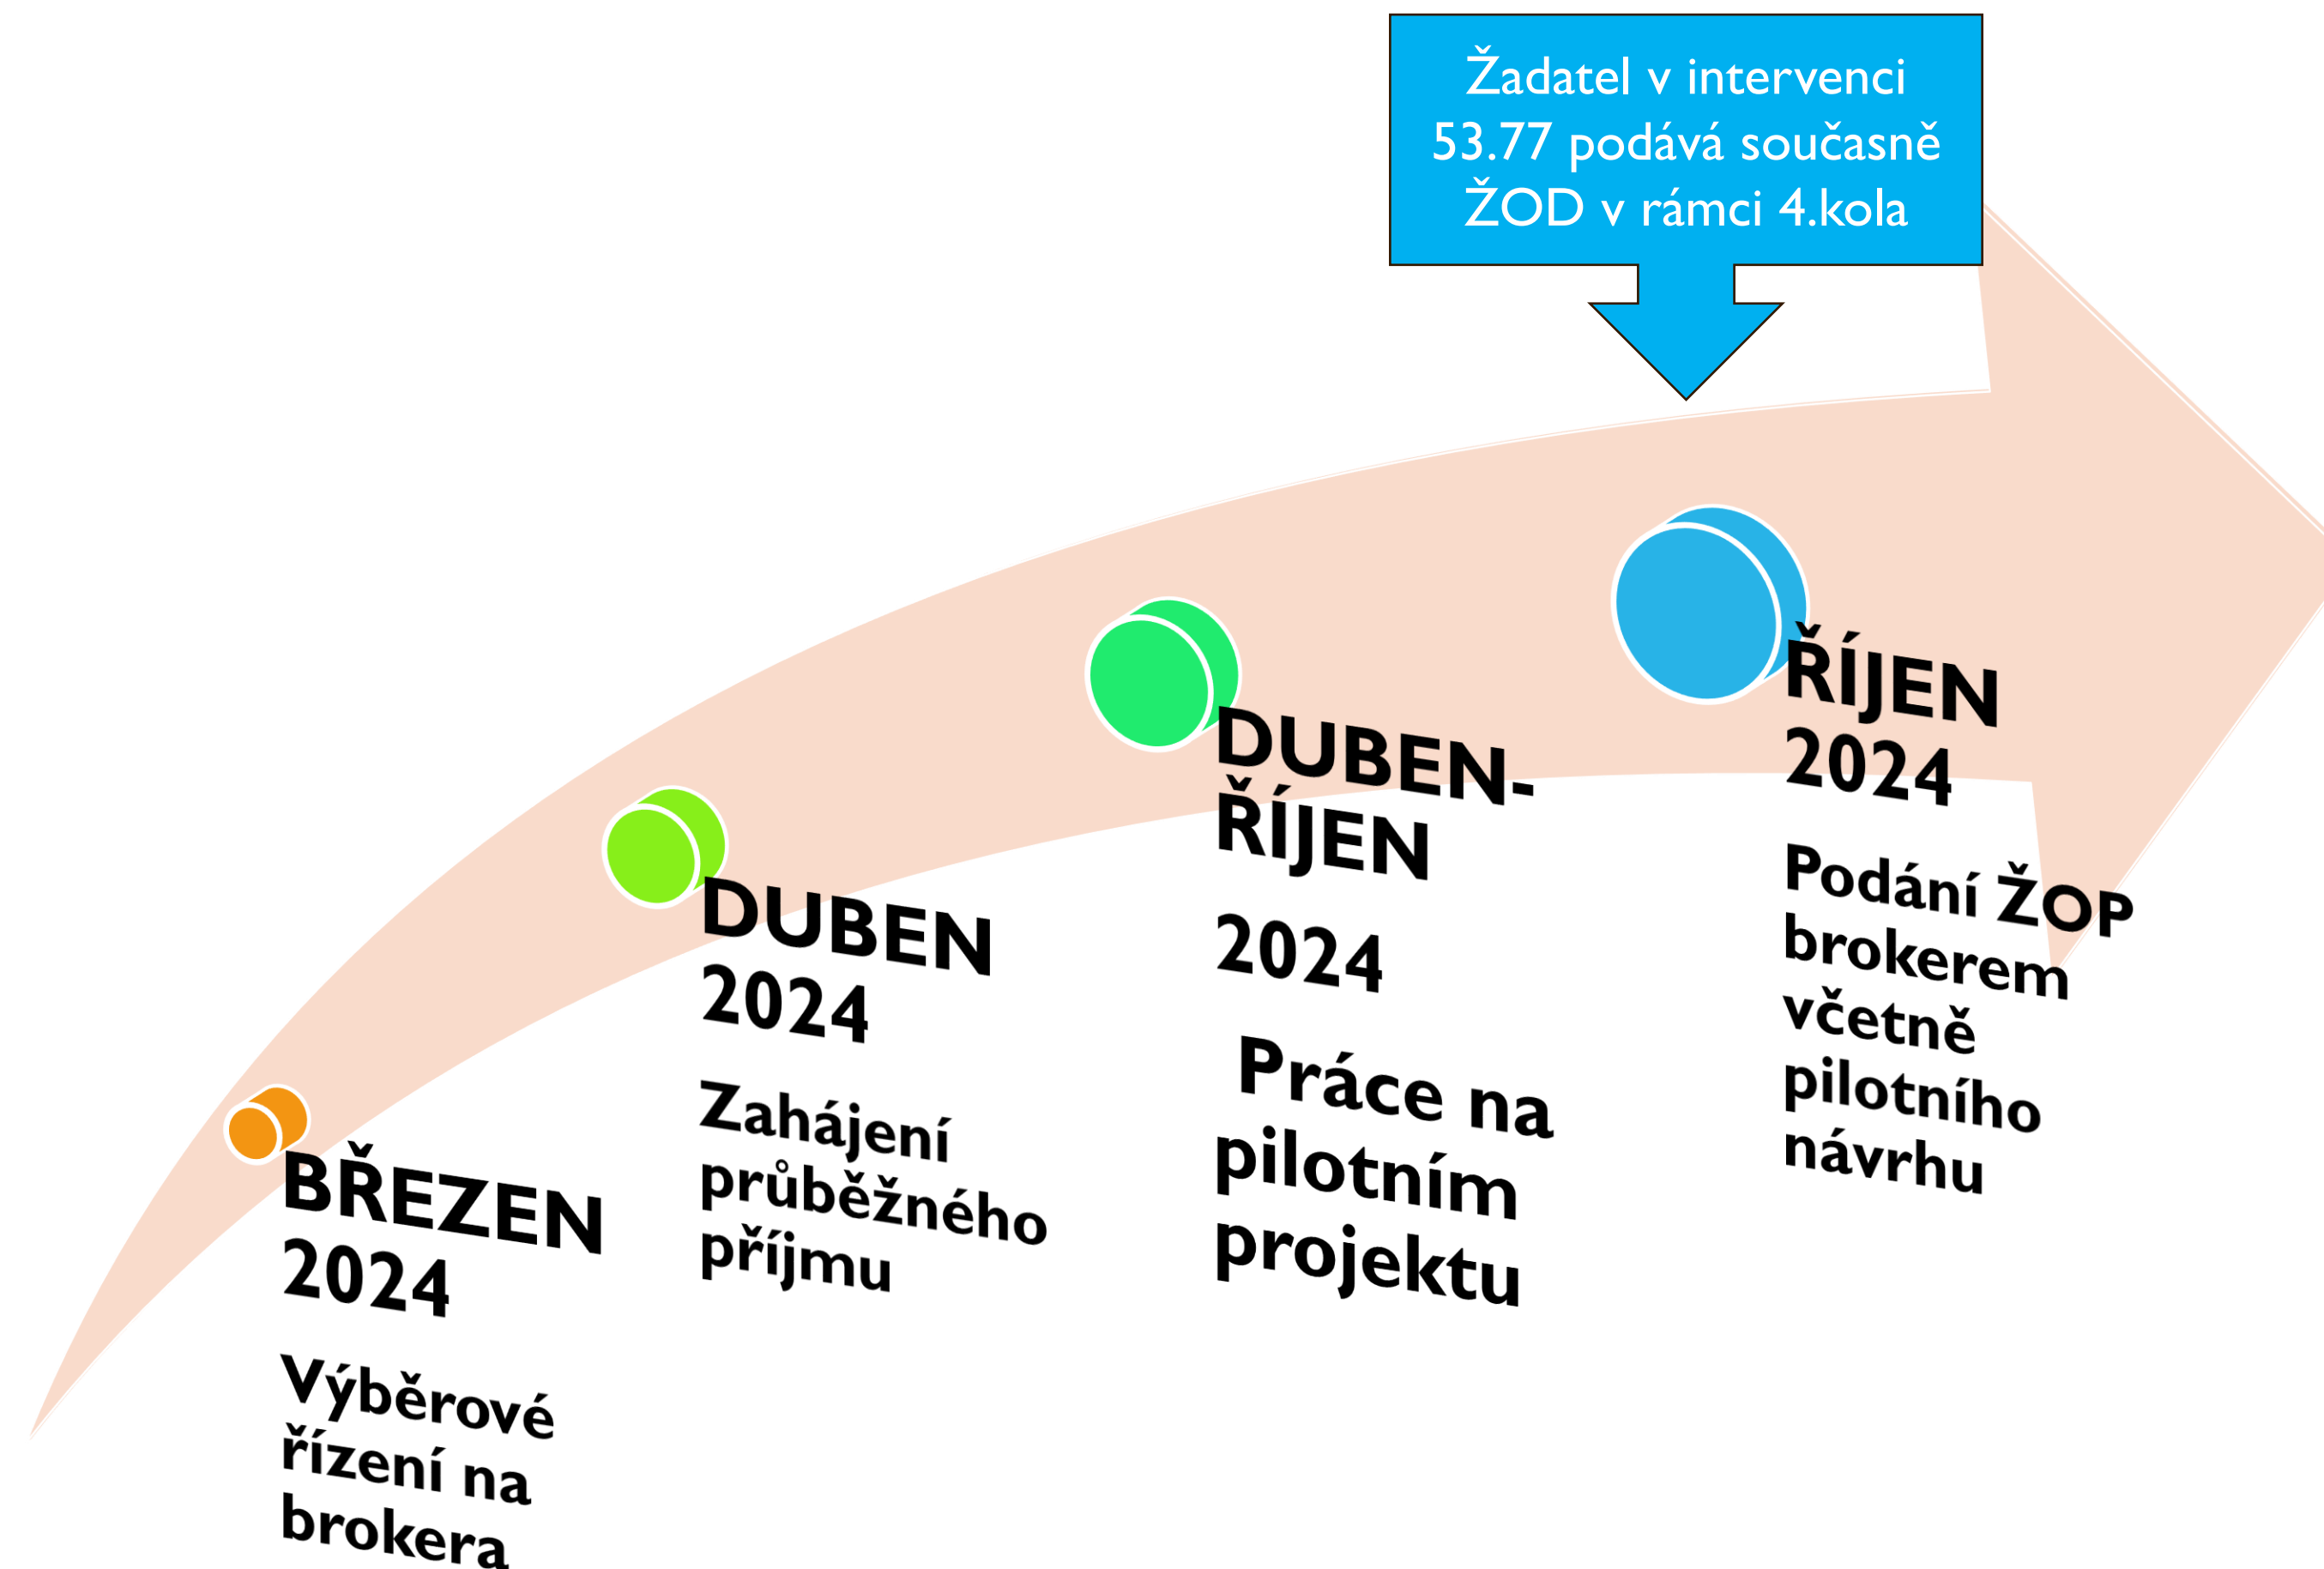 Žadatel v intervenci
53.77 podává současně
ŽOD v rámci 4.kola
BŘEZEN
2024
Výběrové
řízení na
brokera
DUBEN
2024
Zahájení
průběžného
příjmu
DUBEN-
ŘÍJEN
2024
Práce na
pilotním
projektu
ŘÍJEN
2024
Podání ŽOP
brokerem
včetně
pilotního
návrhu